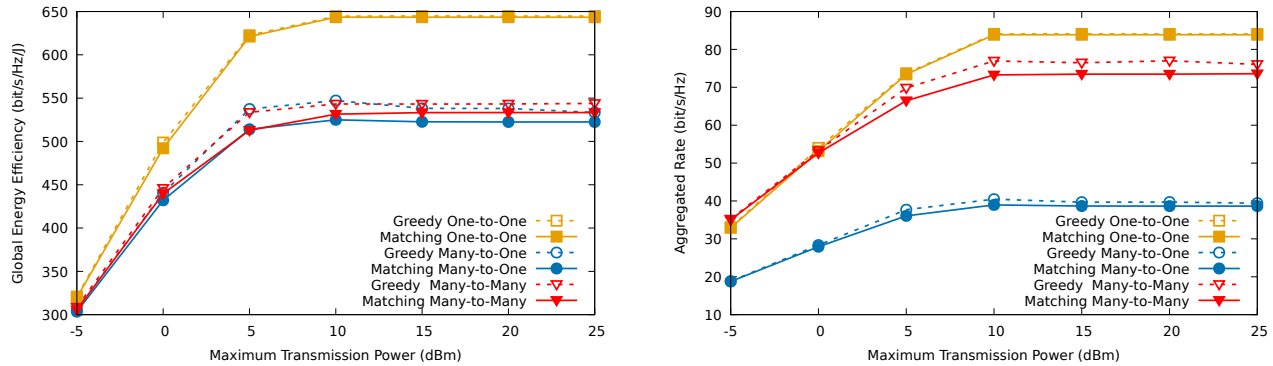 Global Energy Efficiency (bit/s/Hz/J)
650
600
550
500
450
400
350
300
-5
0
5
10
15
20
25
Maximum Transmission Power (dBm)
Greedy One-to-One
Matching One-to-One
Greedy Many-to-One
Matching Many-to-One
Greedy Many-to-Many
Matching Many-to-Many
Aggregated Rate (bit/s/Hz)
90
80
70
60
50
40
30
20
10
-5
0
5
10
15
20
25
Maximum Transmission Power (dBm)
Greedy One-to-One
Matching One-to-One
Greedy Many-to-One
Matching Many-to-One
Greedy Many-to-Many
Matching Many-to-Many